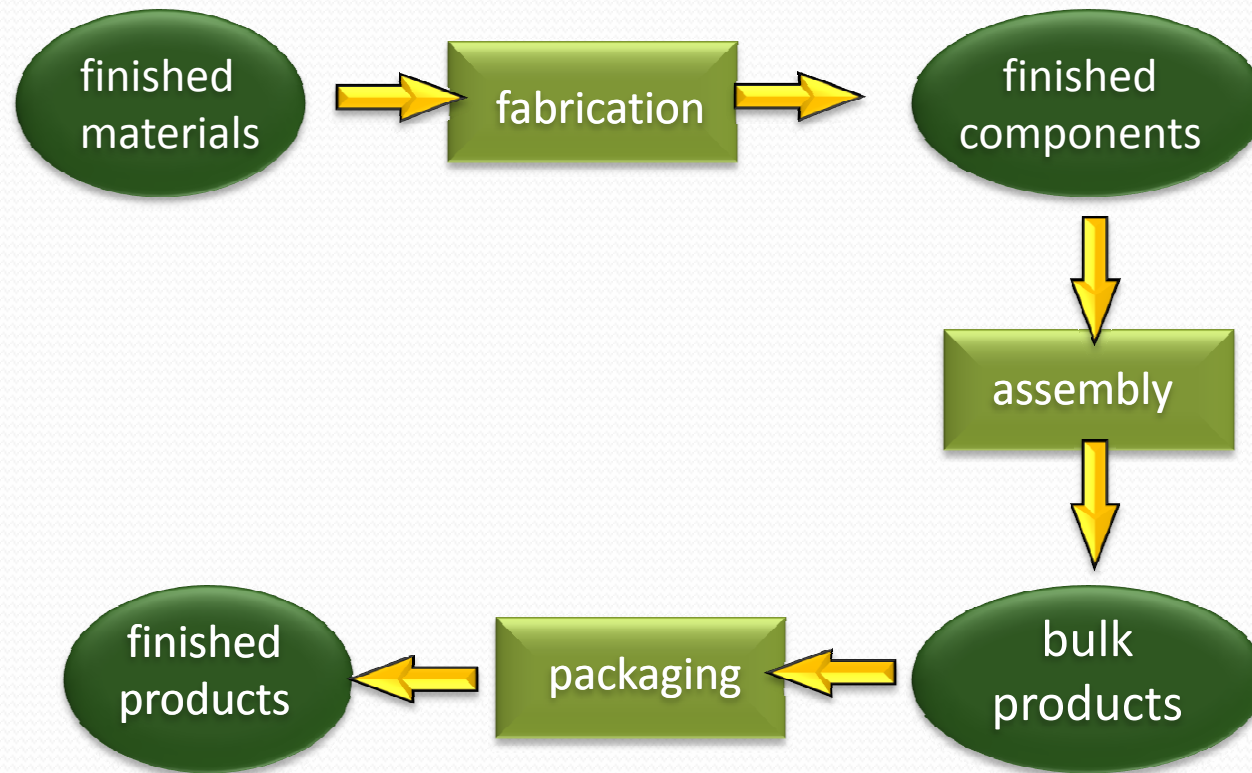 finished
materials
fabrication
finished
components
assembly
bulk
products
packaging
finished
products